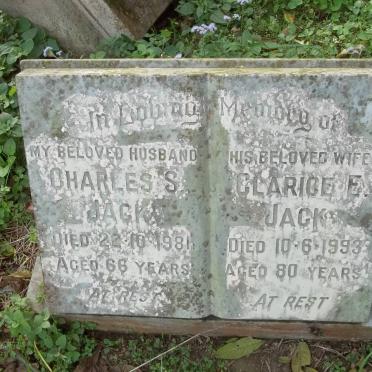 In Loving Memory of
MY BELOVED HUSBAND
CHARLES S.
JACK
DIED 22-10-1981
AGED 66 YEARS
AT REST
HIS BELOVED WIFE
CLARICE E.
JACK
DIED 10-6-1993
AGED 80 YEARS
AT REST